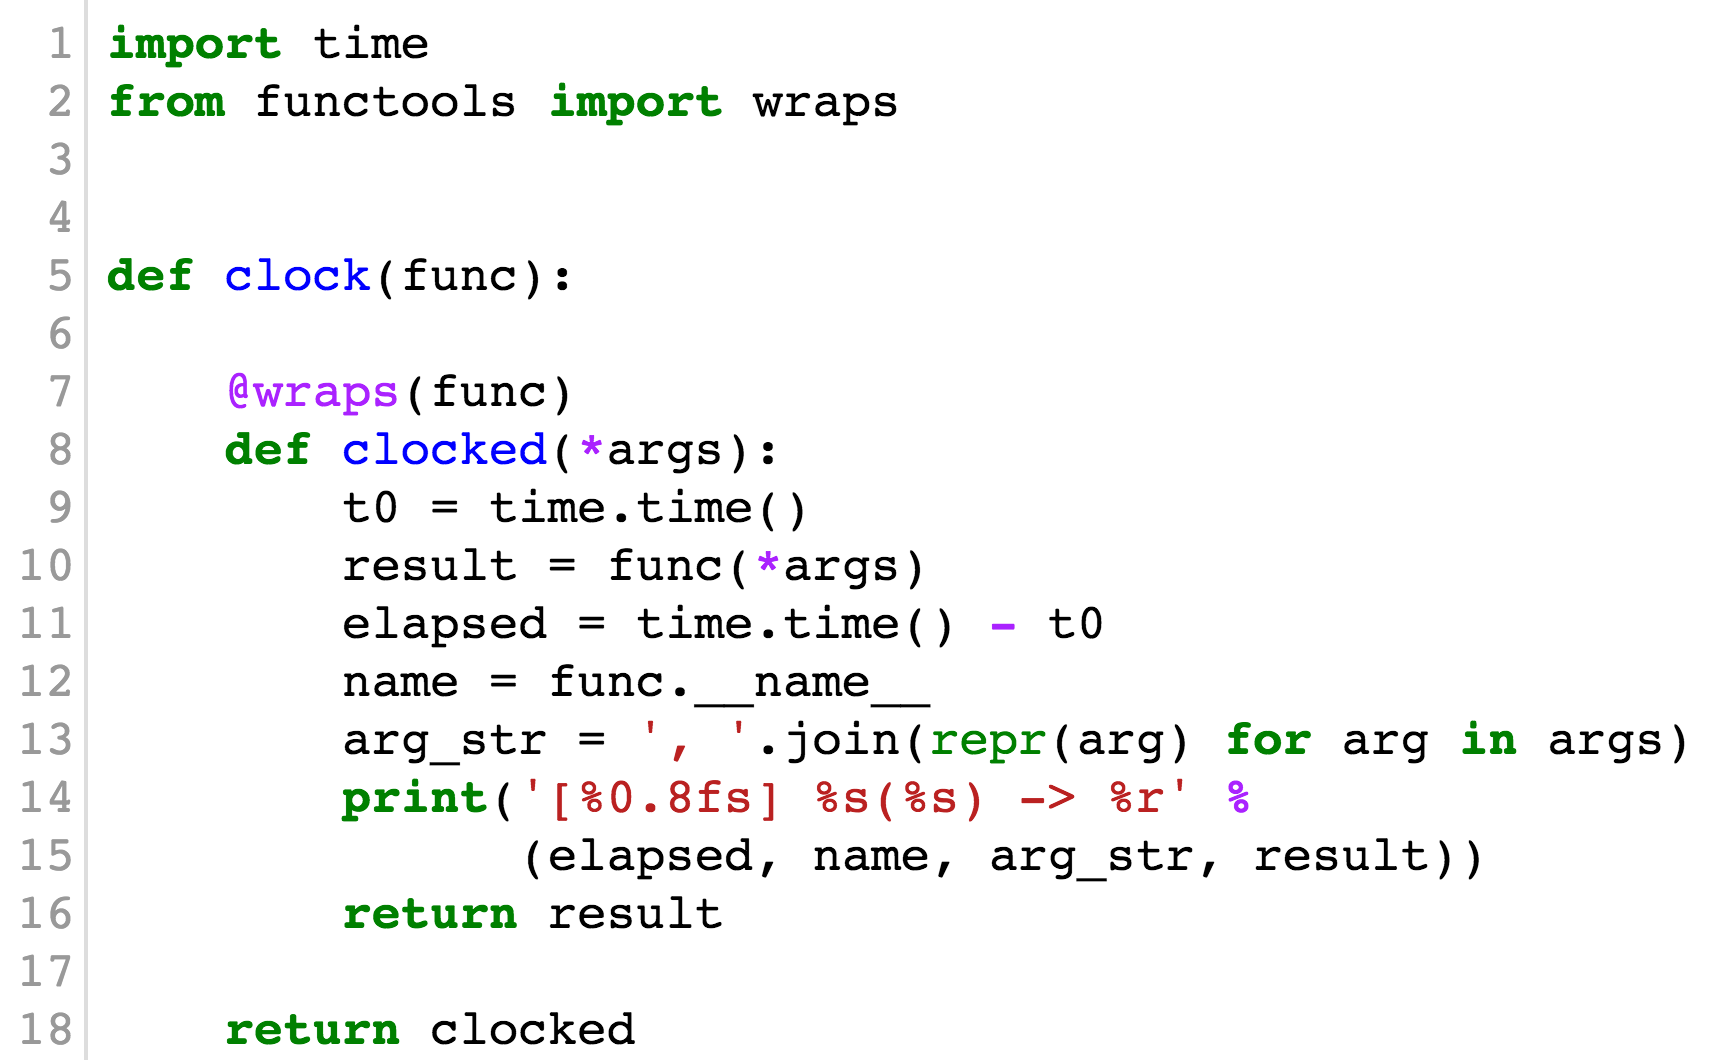 1 import time
2 from functools import wraps
3
4
5 def clock(func):
6
7     @wraps(func)
8     def clocked(*args):
9         t0 = time.time()
10         result = func(*args)
11         elapsed = time.time() - t0
12         name = func.__name__
13         arg_str = ', '.join(repr(arg) for arg in args)
14         print('[%0.8fs] %s(%s) -> %r' %
15               (elapsed, name, arg_str, result))
16         return result
17
18     return clocked